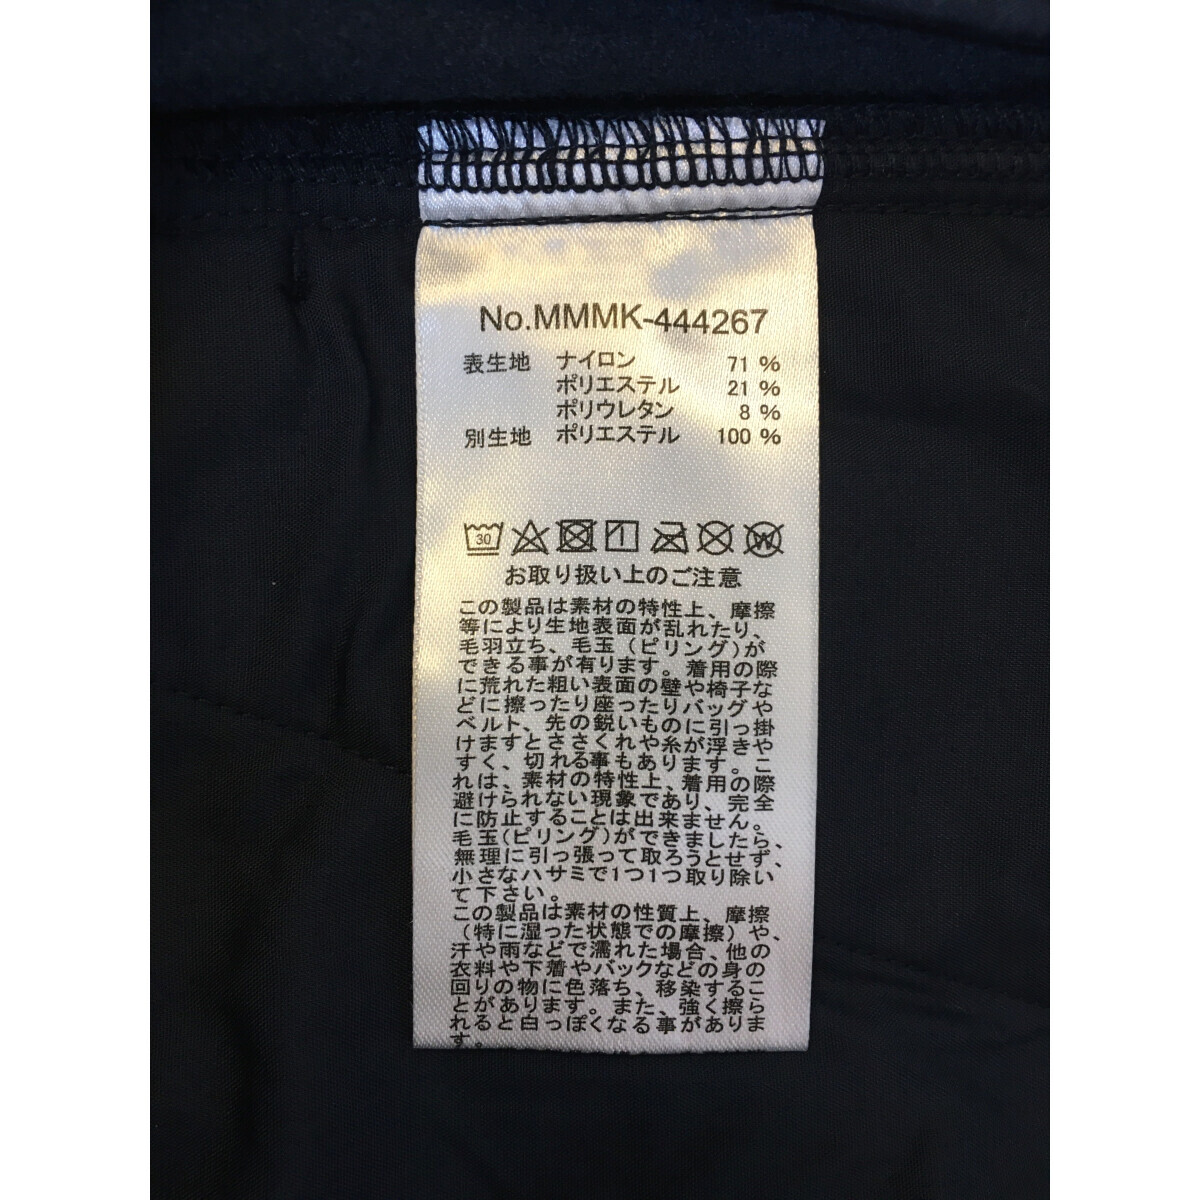 No.MMMK-444267
表生地 ナイロン 71 %
ポリエステル 21 %
ポリウレタン 8 %
別生地 ポリエステル 100 %
30 W
お取り扱い上のご注意
この製品は素材の特性上、摩擦
等により生地表面が乱れたり、
毛羽立ち、毛玉(ピリング)が
できる事が有ります。着用の際
に荒れた粗い表面の壁や椅子な
どに擦ったり座ったりバッグや
ベルト、先の鋭いものに引っ掛
けますとささくれや糸が浮きや
すく、切れる事もあります。こ
れは、素材の特性上、着用の際
避けられない現象であり、完全
に防止することは出来ません。
毛玉(ピリング)ができましたら、
無理に引っ張って取ろうとせず、
小さなハサミで1つ1つ取り除い
て下さい。
この製品は素材の性質上、摩擦
(特に湿った状態での摩擦)や、
汗や雨などで濡れた場合、他の
衣料や下着やバックなどの身の
回りの物に色落ち、移染するこ
とがあります。また、強く擦ら
れると白っぽくなる事がありま
す。